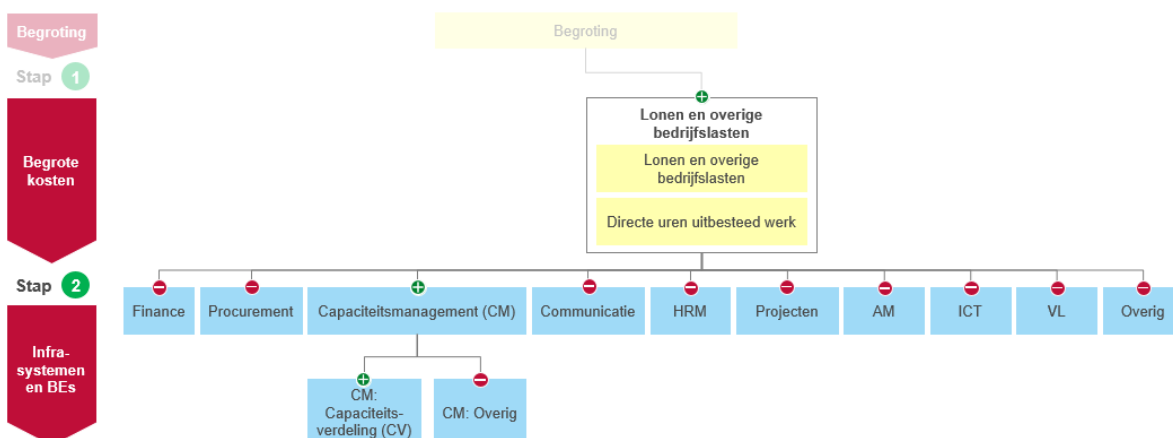 Begroting
Begroting
Stap 1
Begrote
kosten
Lonen en overige
bedrijfslasten
Lonen en overige
bedrijfslasten
Directe uren uitbesteed werk
Stap 2
Finance
Procurement
Capaciteitsmanagement (CM)
Communicatie
HRM
Projecten
AM
ICT
VL
Overig
Infra-
systemen
en BEs
CM:
Capaciteits-
verdeling (CV)
CM: Overig